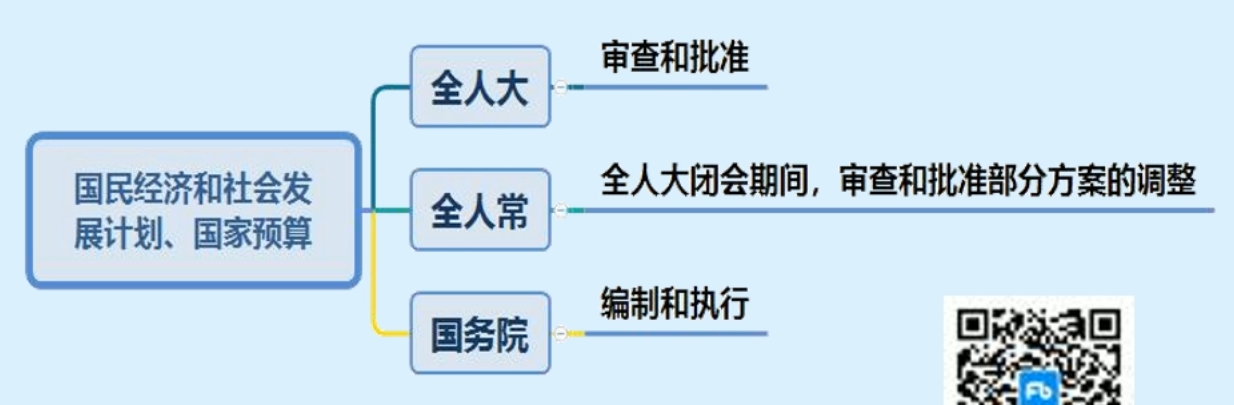 国民经济和社会发
展计划、国家预算
全人大
审查和批准
全人常
全人大闭会期间，审查和批准部分方案的调整
国务院
编制和执行
Fb